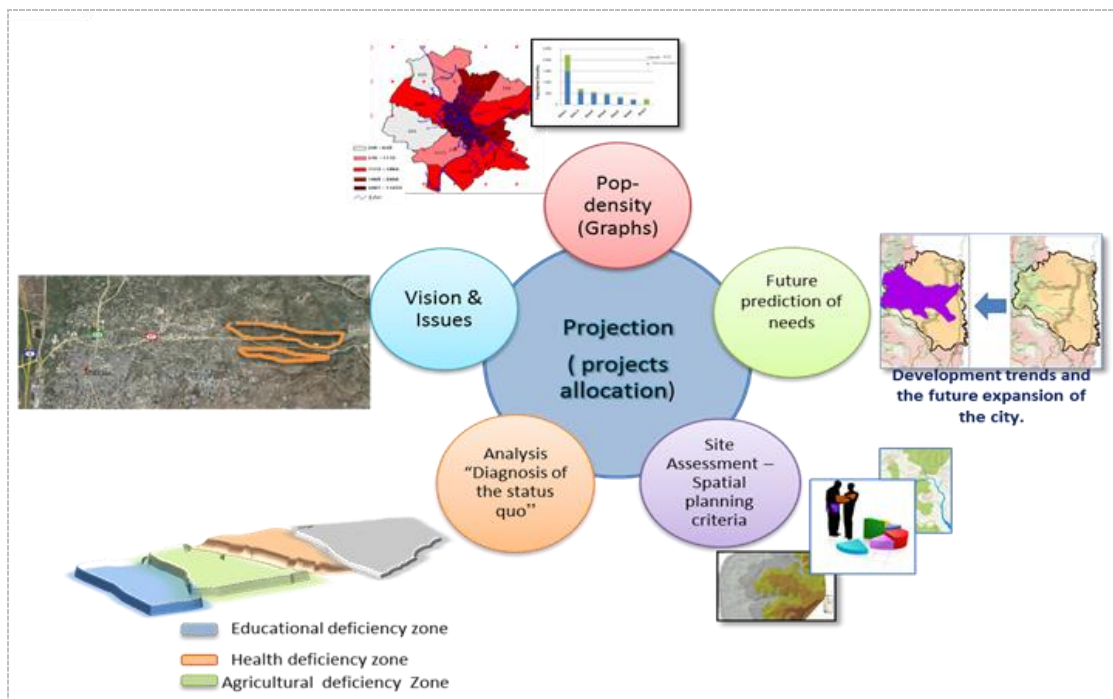 Pop-
density
(Graphs)
Vision &
Issues
Future
prediction of
needs
Projection
( projects
allocation)
Development trends and
the future expansion of
the city.
Analysis
“Diagnosis of
the status
quo”
Site
Assessment –
Spatial
planning
criteria
Educational deficiency zone
Health deficiency zone
Agricultural deficiency Zone